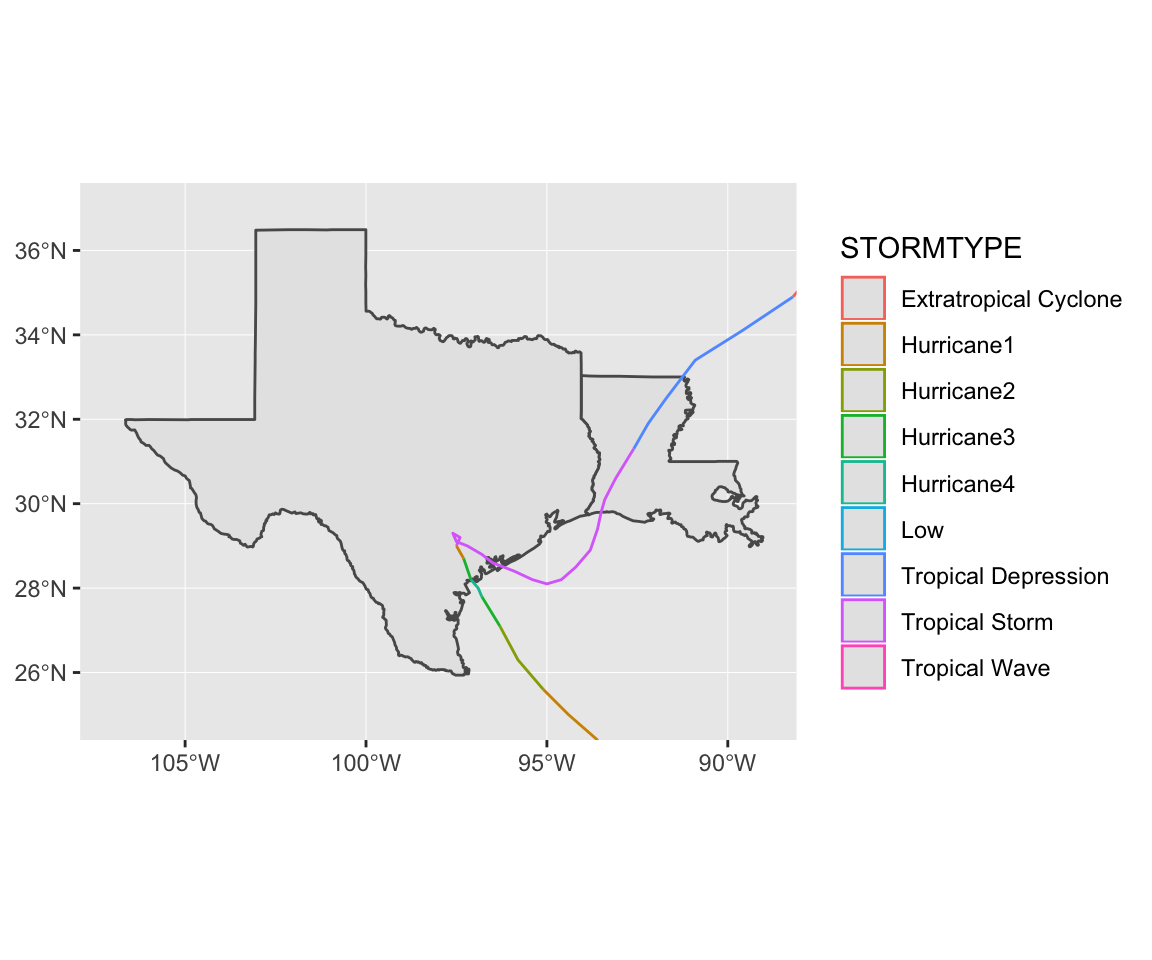 STORMTYPE
Extratropical Cyclone
Hurricane1
Hurricane2
Hurricane3
Hurricane4
Low
Tropical Depression
Tropical Storm
Tropical Wave
36°N
34°N
32°N
30°N
28°N
26°N
105°W 100°W 95°W 90°W